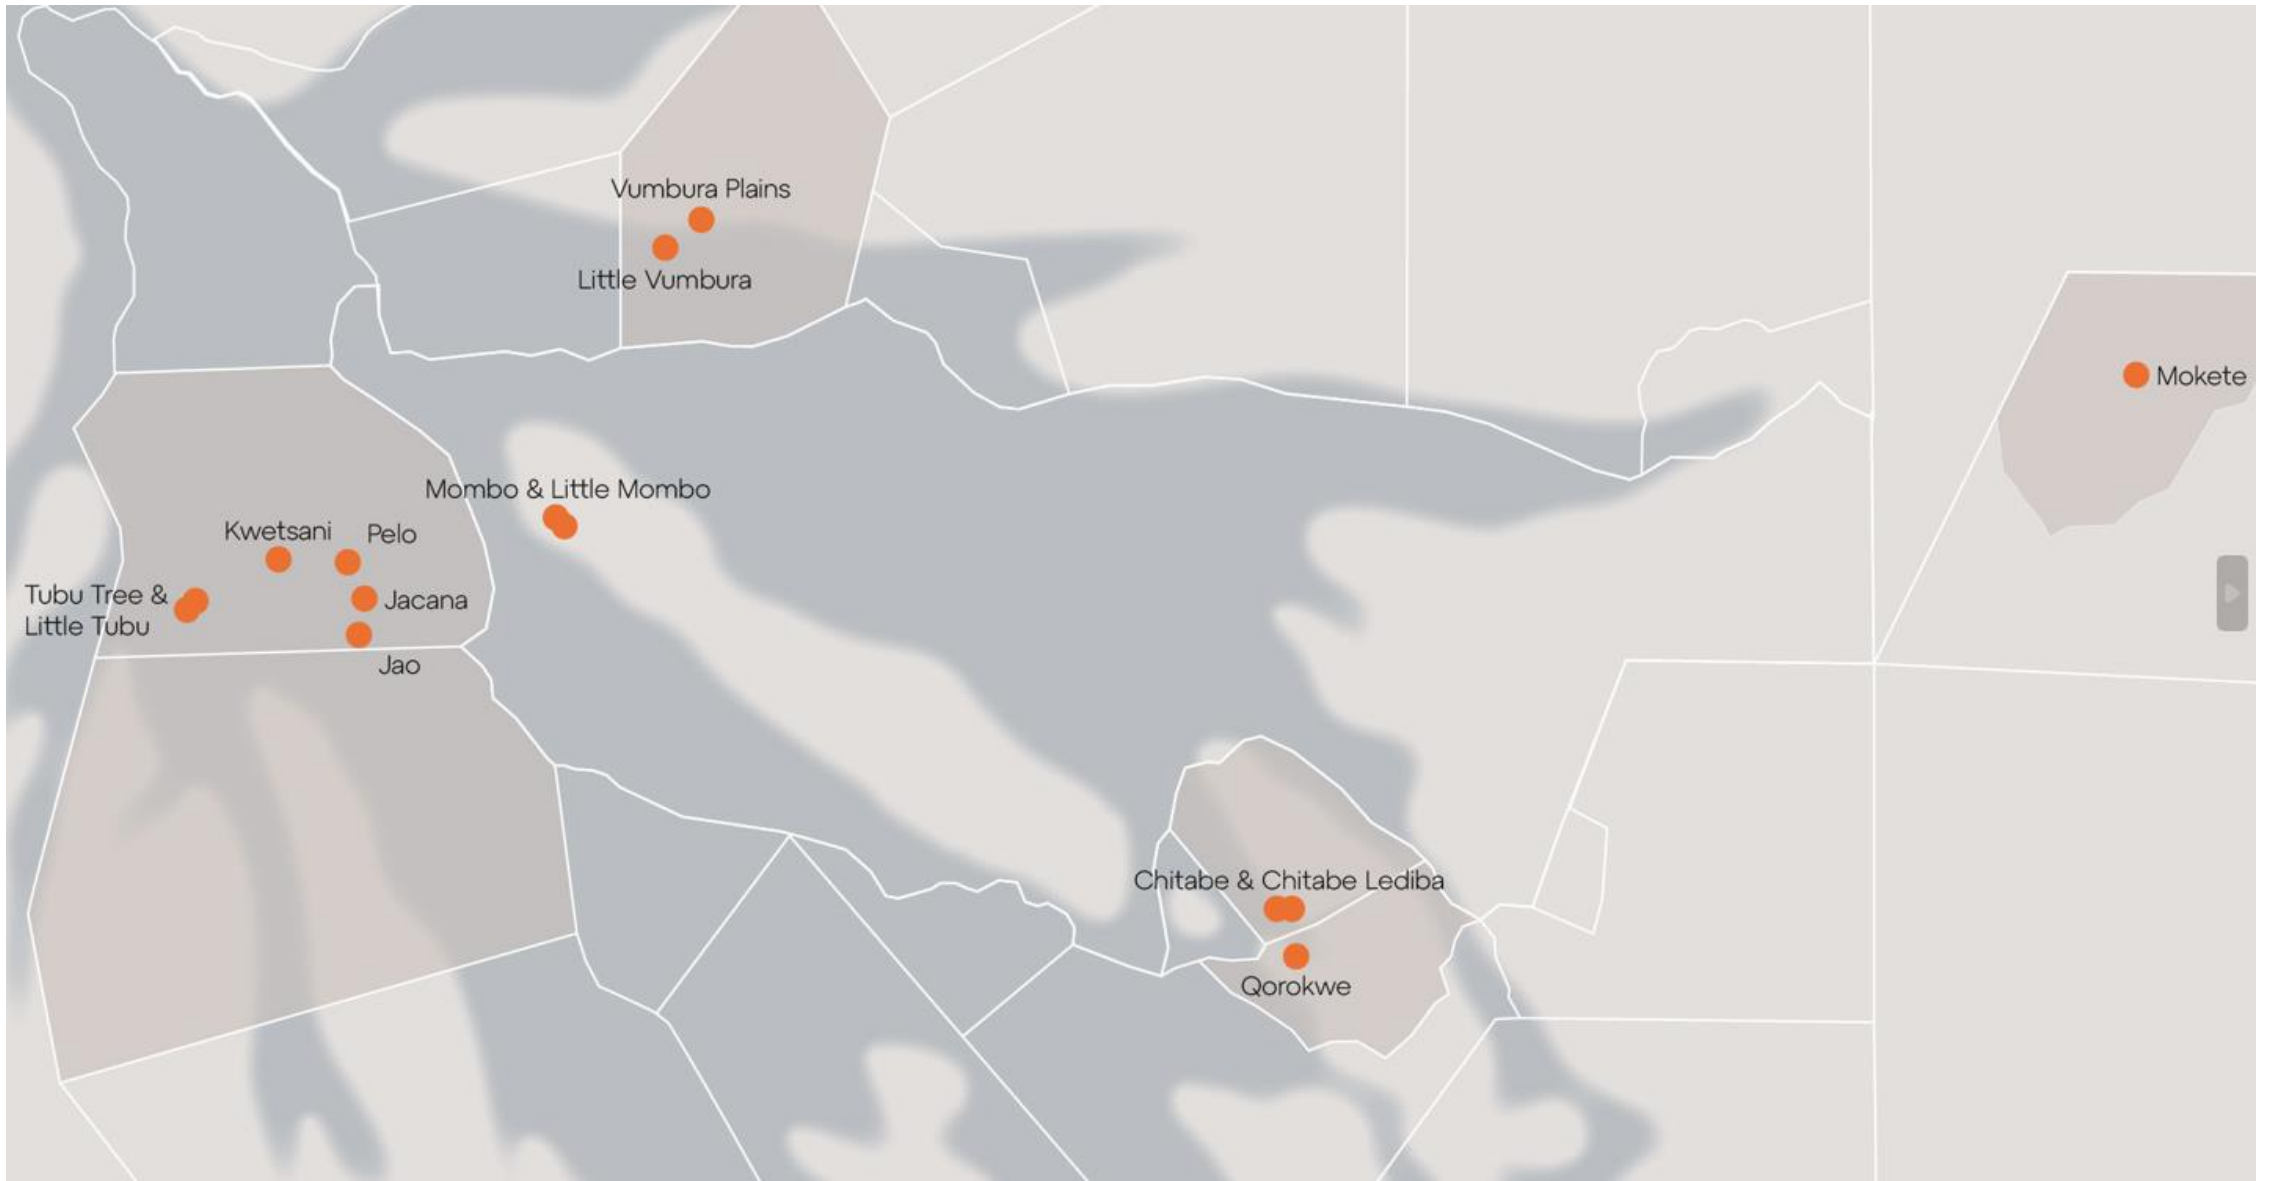 Vumbura Plains
Little Vumbura
Mokete
Mombo & Little Mombo
Kwetsani
Pelo
Tubu Tree &
Little Tubu
Jacana
Jao
Chitabe & Chitabe Lediba
Qorokwe